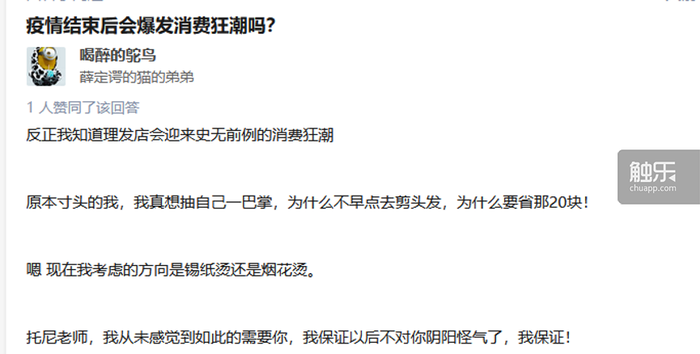 疫情结束后会爆发消费狂潮吗?
喝醉的鸵鸟
薛定谔的猫的弟弟
1 人赞同了该回答
反正我知道理发店会迎来史无前例的消费狂潮
触乐
chuapp.com
原本寸头的我，我真想抽自己一巴掌，为什么不早点去剪头发，为什么要省那20块！
嗯 现在我考虑的方向是锡纸烫还是烟花烫。
托尼老师，我从未感觉到如此的需要你，我保证以后不对你阴阳怪气了，我保证！